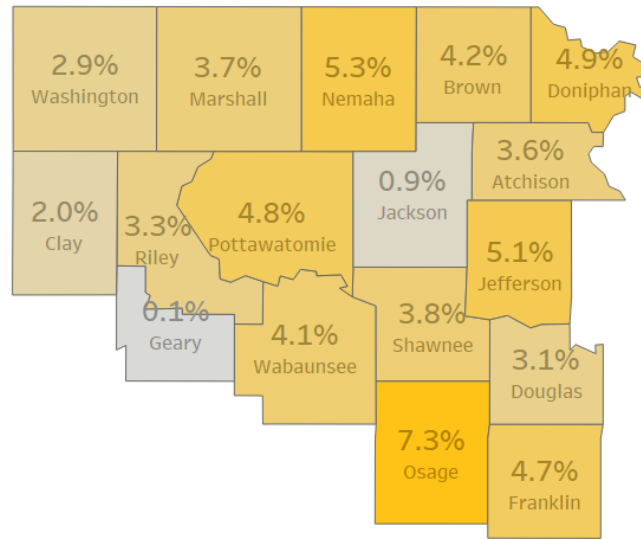 2.9%
Washington
3.7%
Marshall
5.3%
Nemaha
4.2%
Brown
4.9%
Doniphan
2.0%
Clay
3.3%
Riley
4.8%
Pottawatomie
0.9%
Jackson
3.6%
Atchison
5.1%
Jefferson
0.1%
Geary
4.1%
Wabaunsee
3.8%
Shawnee
3.1%
Douglas
7.3%
Osage
4.7%
Franklin